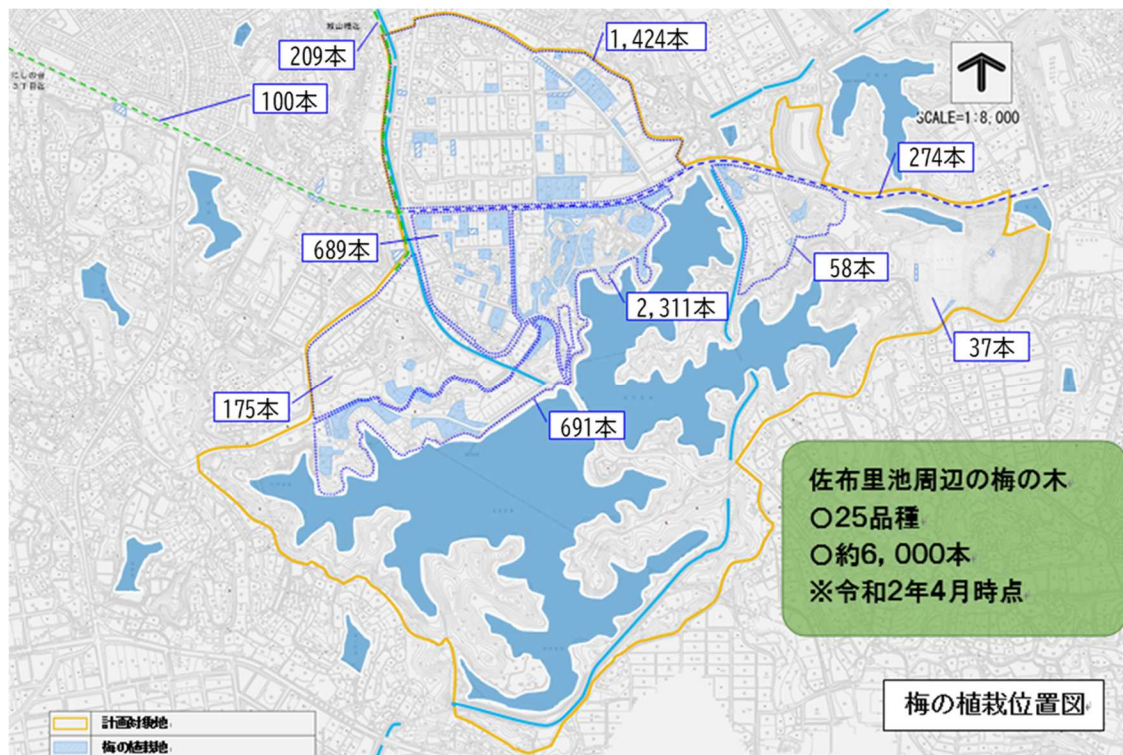 209本
1,424本
100本
SCALE=1:8,000
274本
689本
58本
2,311本
37本
175本
691本
佐布里池周辺の梅の木
○25品種
○約6,000本
※令和2年4月時点
梅の植栽位置図
計画対象地
梅の植栽地